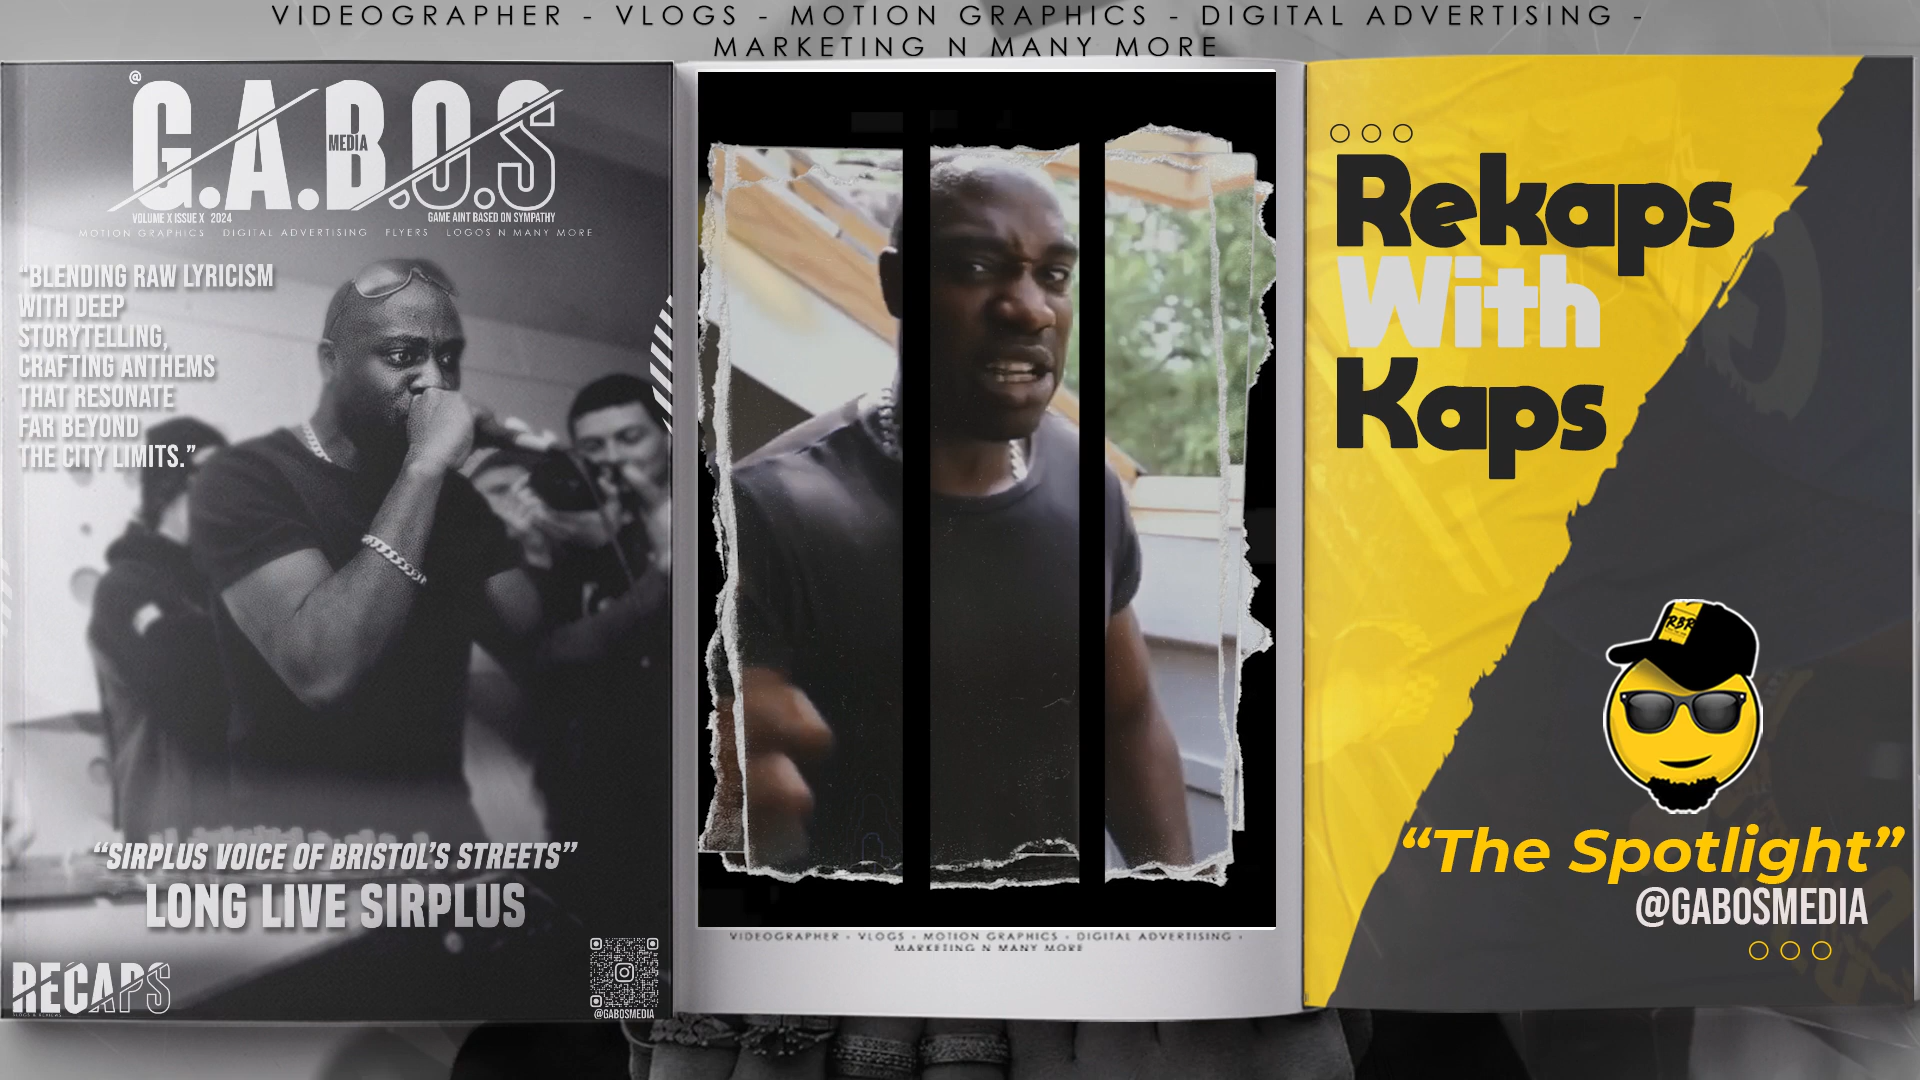 VIDEOGRAPHER - VLOGS - MOTION GRAPHICS - DIGITAL ADVERTISING -
MARKETING N MANY MORE
@
G.A.B.O.S
MEDIA
VOLUME X ISSUE X 2024
GAME AINT BASED ON SYMPATHY
MOTION GRAPHICS DIGITAL ADVERTISING FLYERS LOGOS N MANY MORE
“BLENDING RAW LYRICISM
WITH DEEP
STORYTELLING,
CRAFTING ANTHEMS
THAT RESONATE
FAR BEYOND
THE CITY LIMITS.”
“SIRPLUS VOICE OF BRISTOL’S STREETS”
LONG LIVE SIRPLUS
RECAPS
@GABOSMEDIA
VIDEOGRAPHER - VLOGS - MOTION GRAPHICS - DIGITAL ADVERTISING -
MARKETING N MANY MORE
Rekaps
With
Kaps
RBR
“The Spotlight”
@GABOSMEDIA